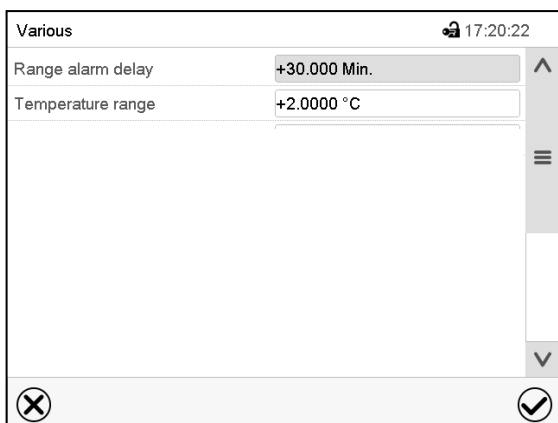 Various 17:20:22
Range alarm delay +30.000 Min.
Temperature range +2.0000 °C